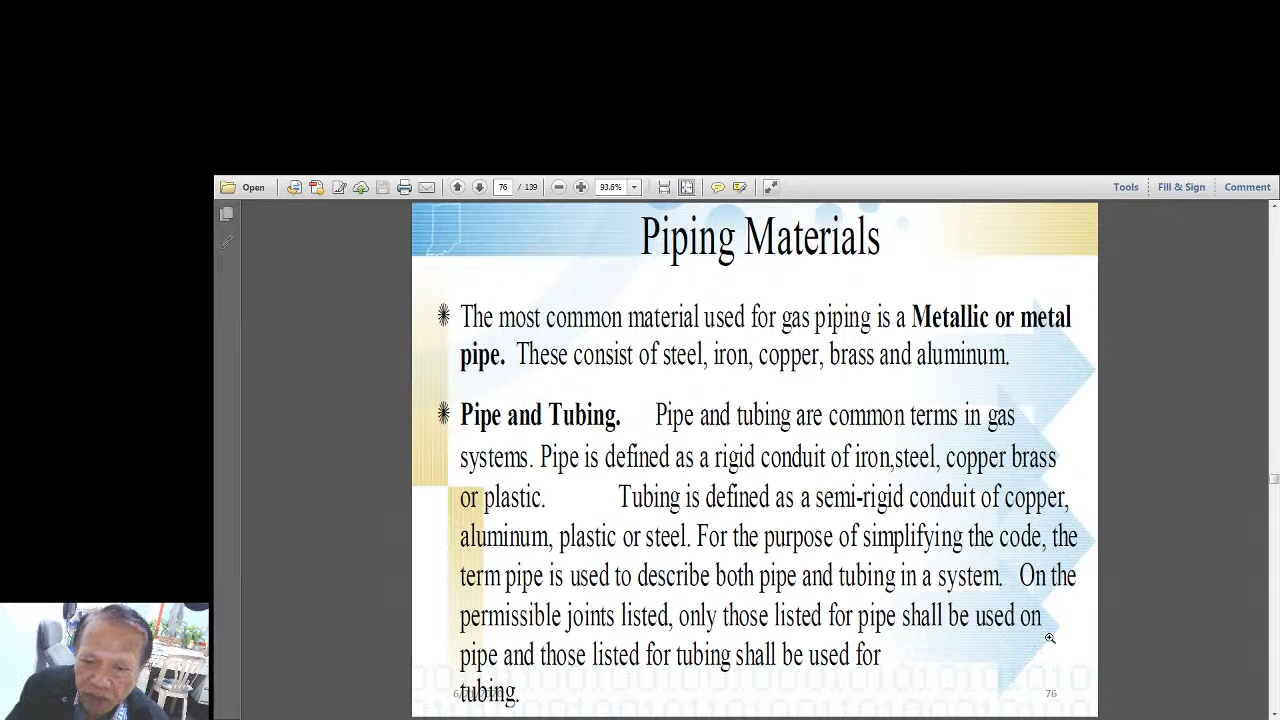 Open
76 / 139
93.6%
Tools
Fill & Sign
Comment
Piping Materials
The most common material used for gas piping is a Metallic or metal
pipe. These consist of steel, iron, copper, brass and aluminum.
Pipe and Tubing. Pipe and tubing are common terms in gas
systems. Pipe is defined as a rigid conduit of iron,steel, copper brass
or plastic. Tubing is defined as a semi-rigid conduit of copper,
aluminum, plastic or steel. For the purpose of simplifying the code, the
term pipe is used to describe both pipe and tubing in a system. On the
permissible joints listed, only those listed for pipe shall be used on
pipe and those listed for tubing shall be used for
tubing.
76